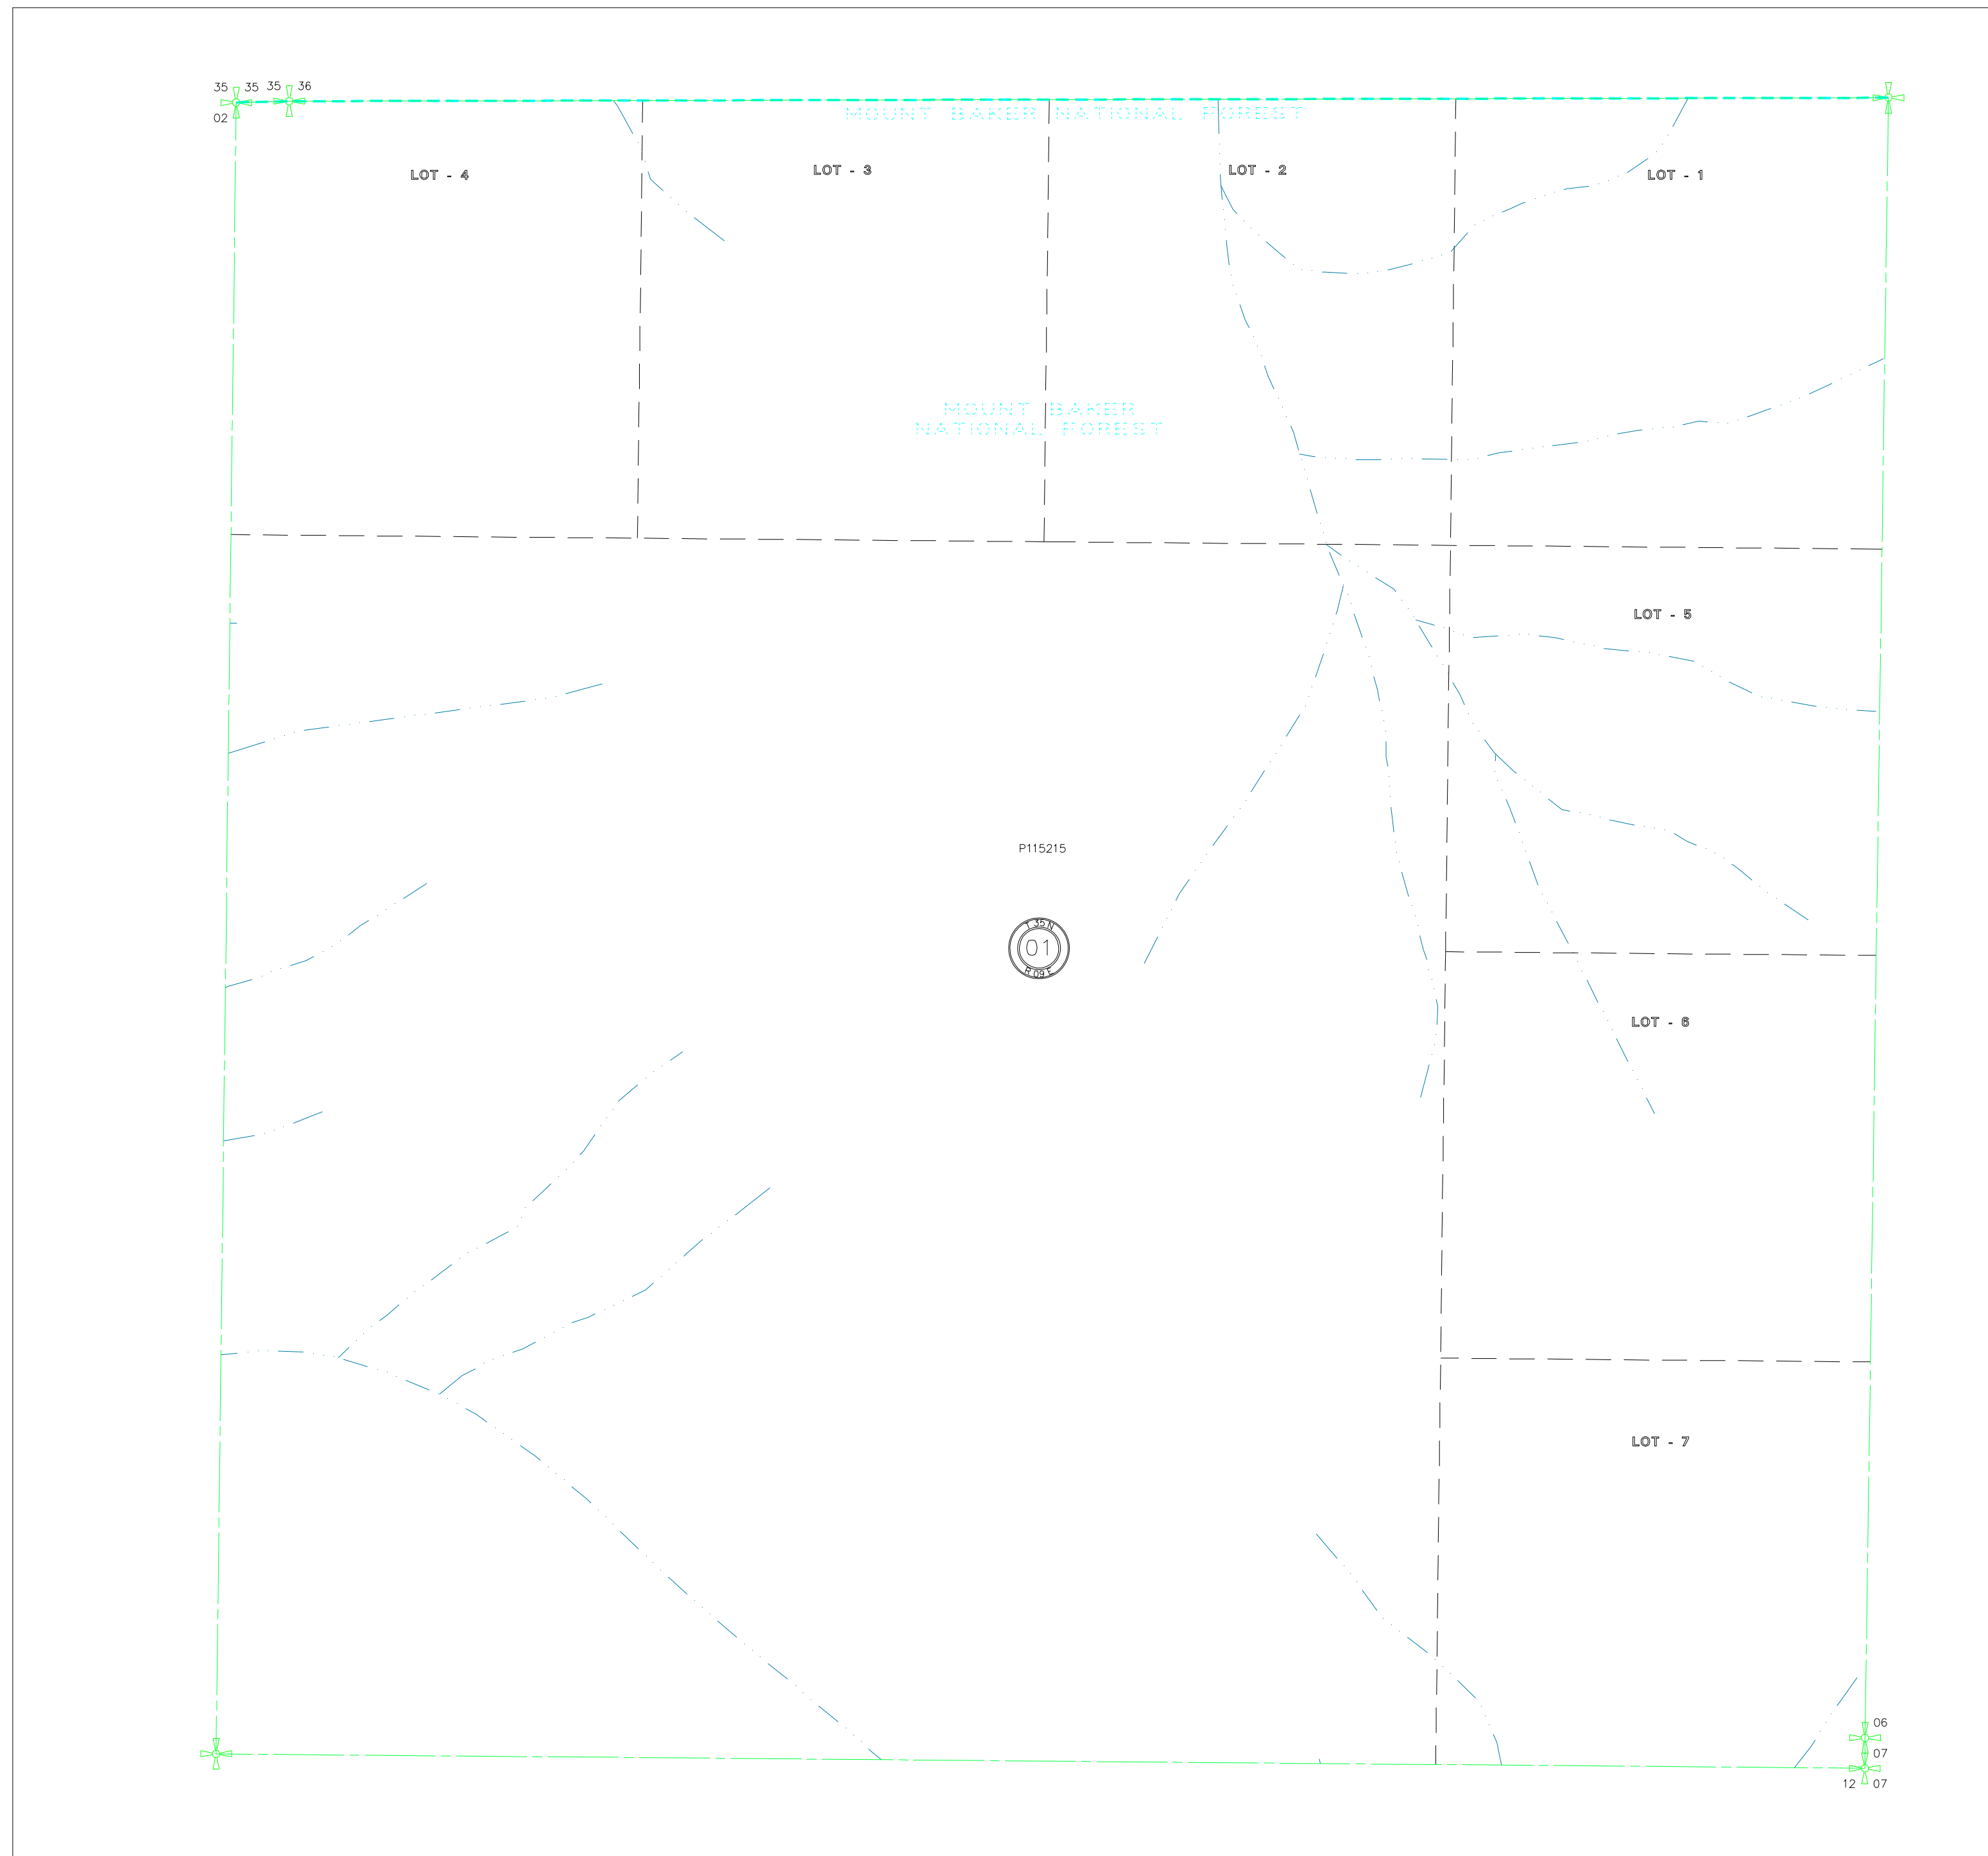 35 35 35 36
02
MOUNT BAKER NATIONAL FOREST
LOT - 4
LOT - 3
LOT - 2
LOT - 1
MOUNT BAKER
NATIONAL FOREST
LOT - 5
P115215
T 35 N
01
R 09 E
LOT - 6
LOT - 7
06
07
12 07